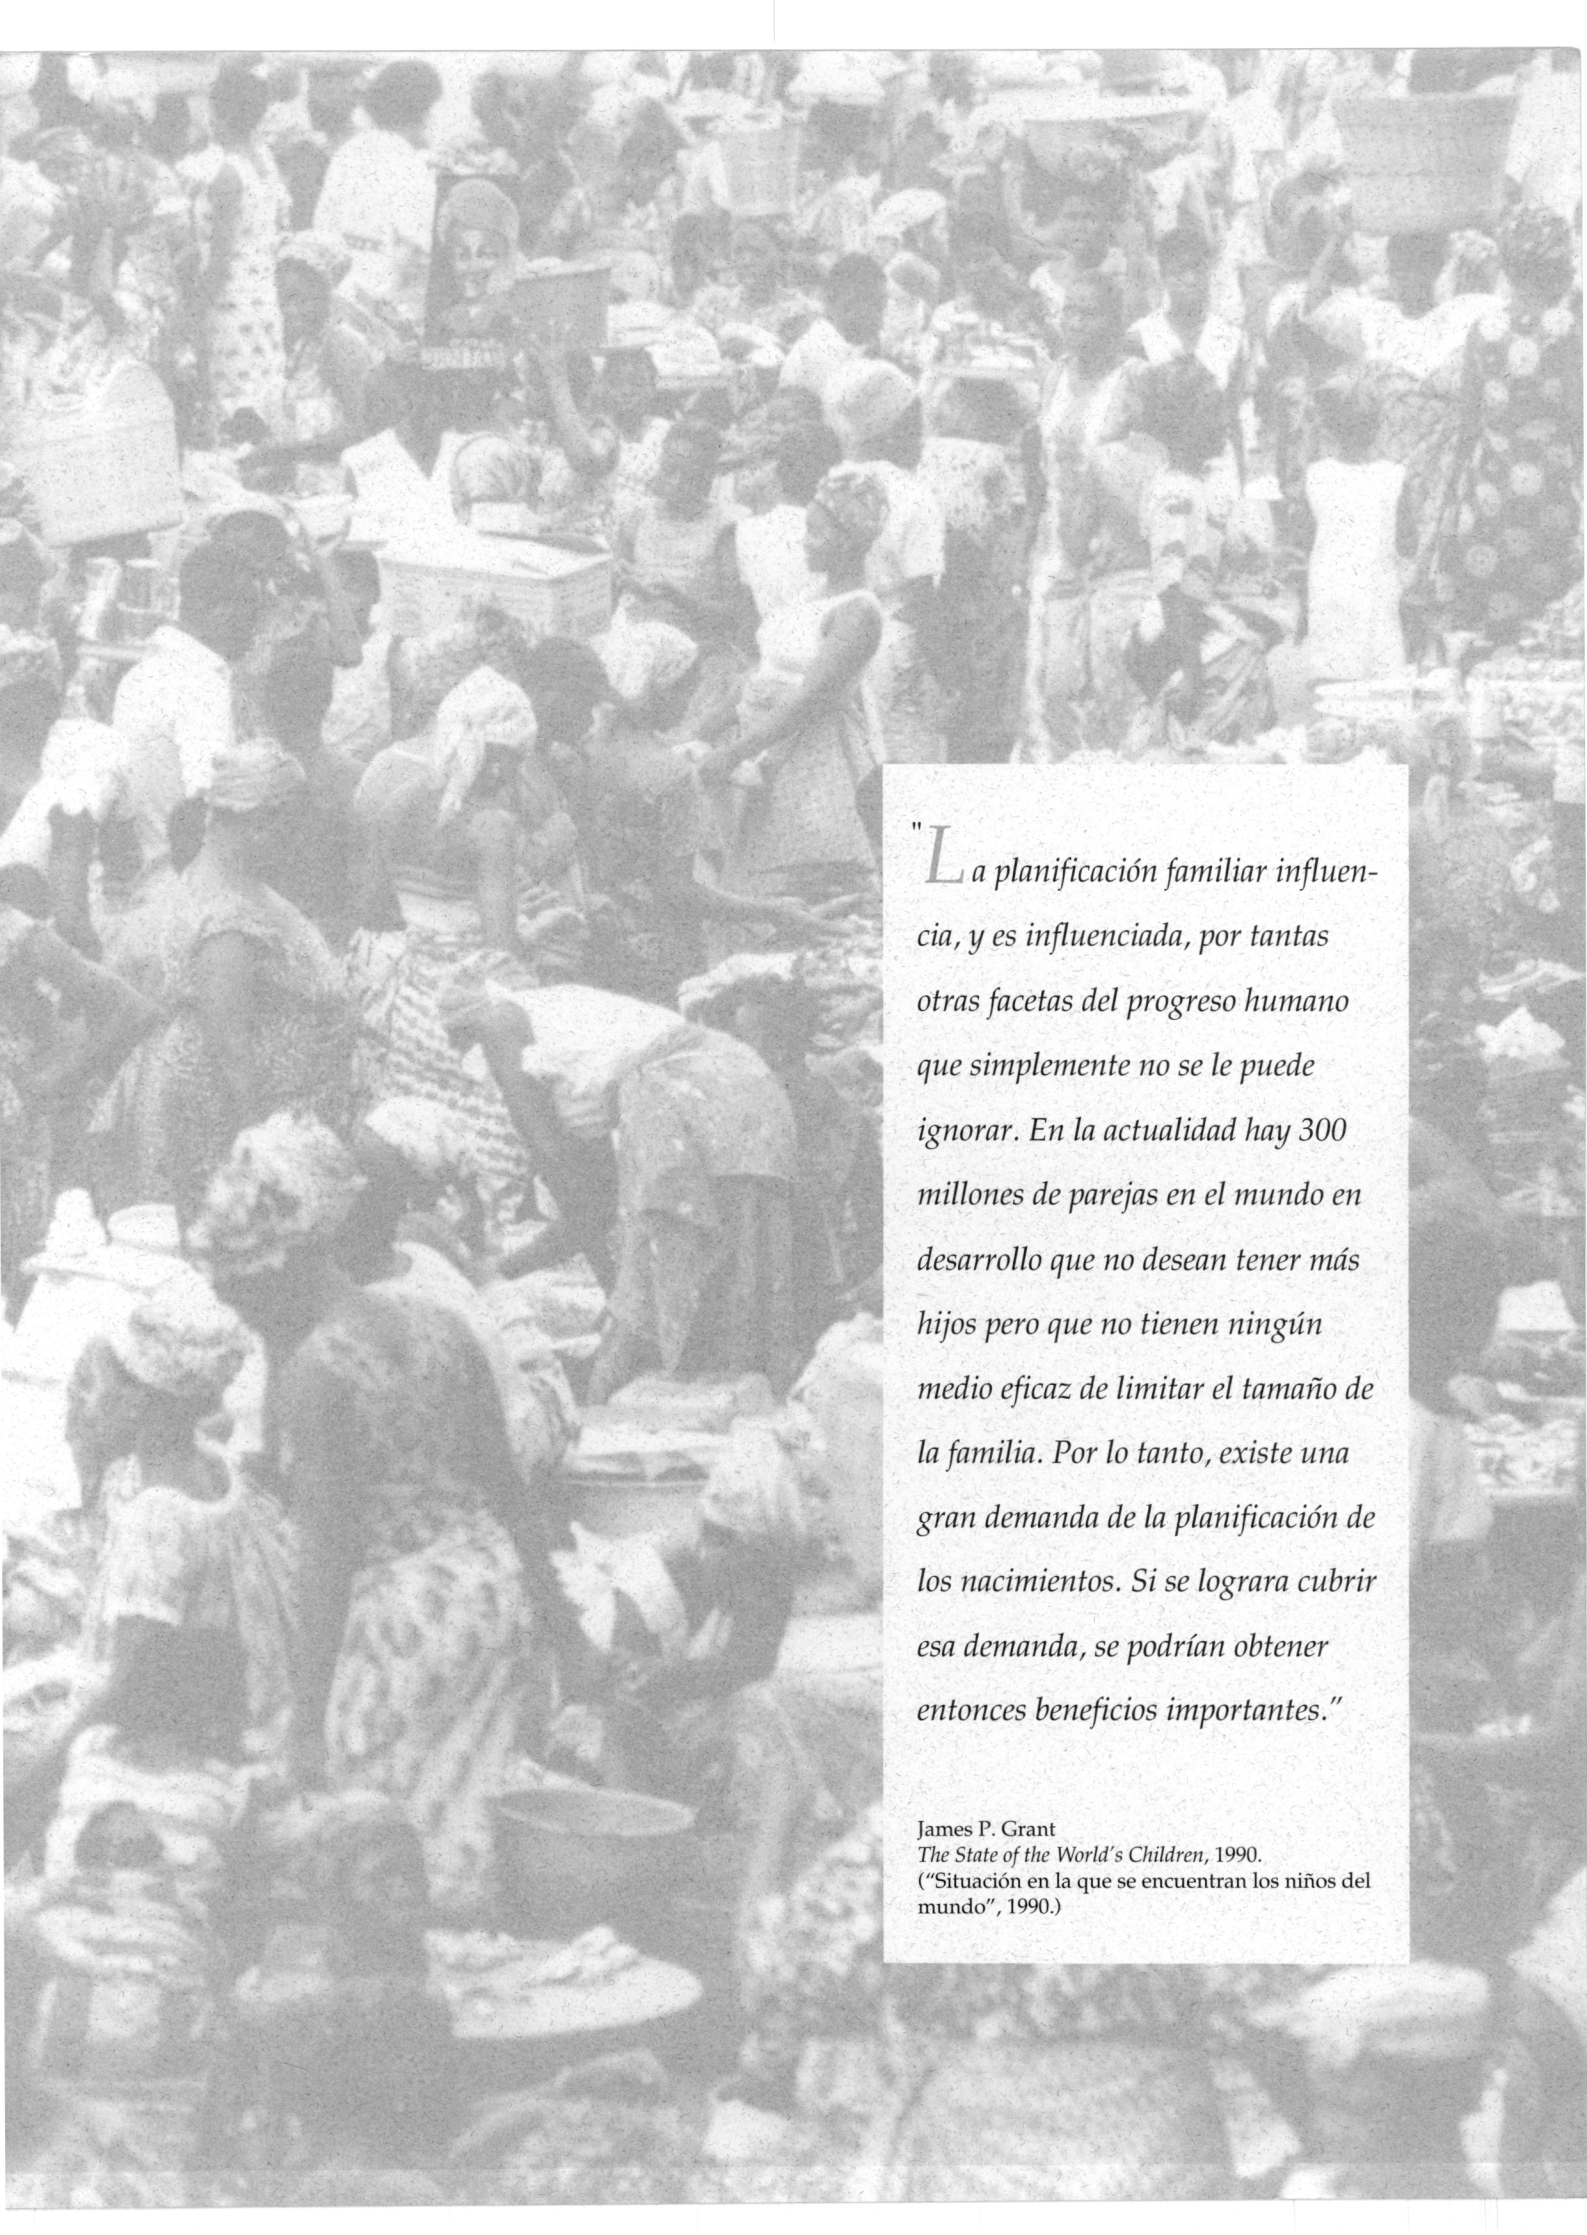 "La planificación familiar influen-
cia, y es influenciada, por tantas
otras facetas del progreso humano
que simplemente no se le puede
ignorar. En la actualidad hay 300
millones de parejas en el mundo en
desarrollo que no desean tener más
hijos pero que no tienen ningún
medio eficaz de limitar el tamaño de
la familia. Por lo tanto, existe una
gran demanda de la planificación de
los nacimientos. Si se lograra cubrir
esa demanda, se podrían obtener
entonces beneficios importantes.”
James P. Grant
The State of the World's Children, 1990.
(“Situación en la que se encuentran los niños del
mundo”, 1990.)